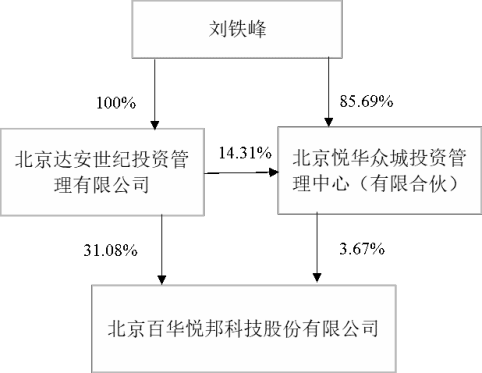 刘铁峰
100%
85.69%
北京达安世纪投资管
理有限公司
14.31%
北京悦华众城投资管
理中心（有限合伙）
31.08%
3.67%
北京百华悦邦科技股份有限公司